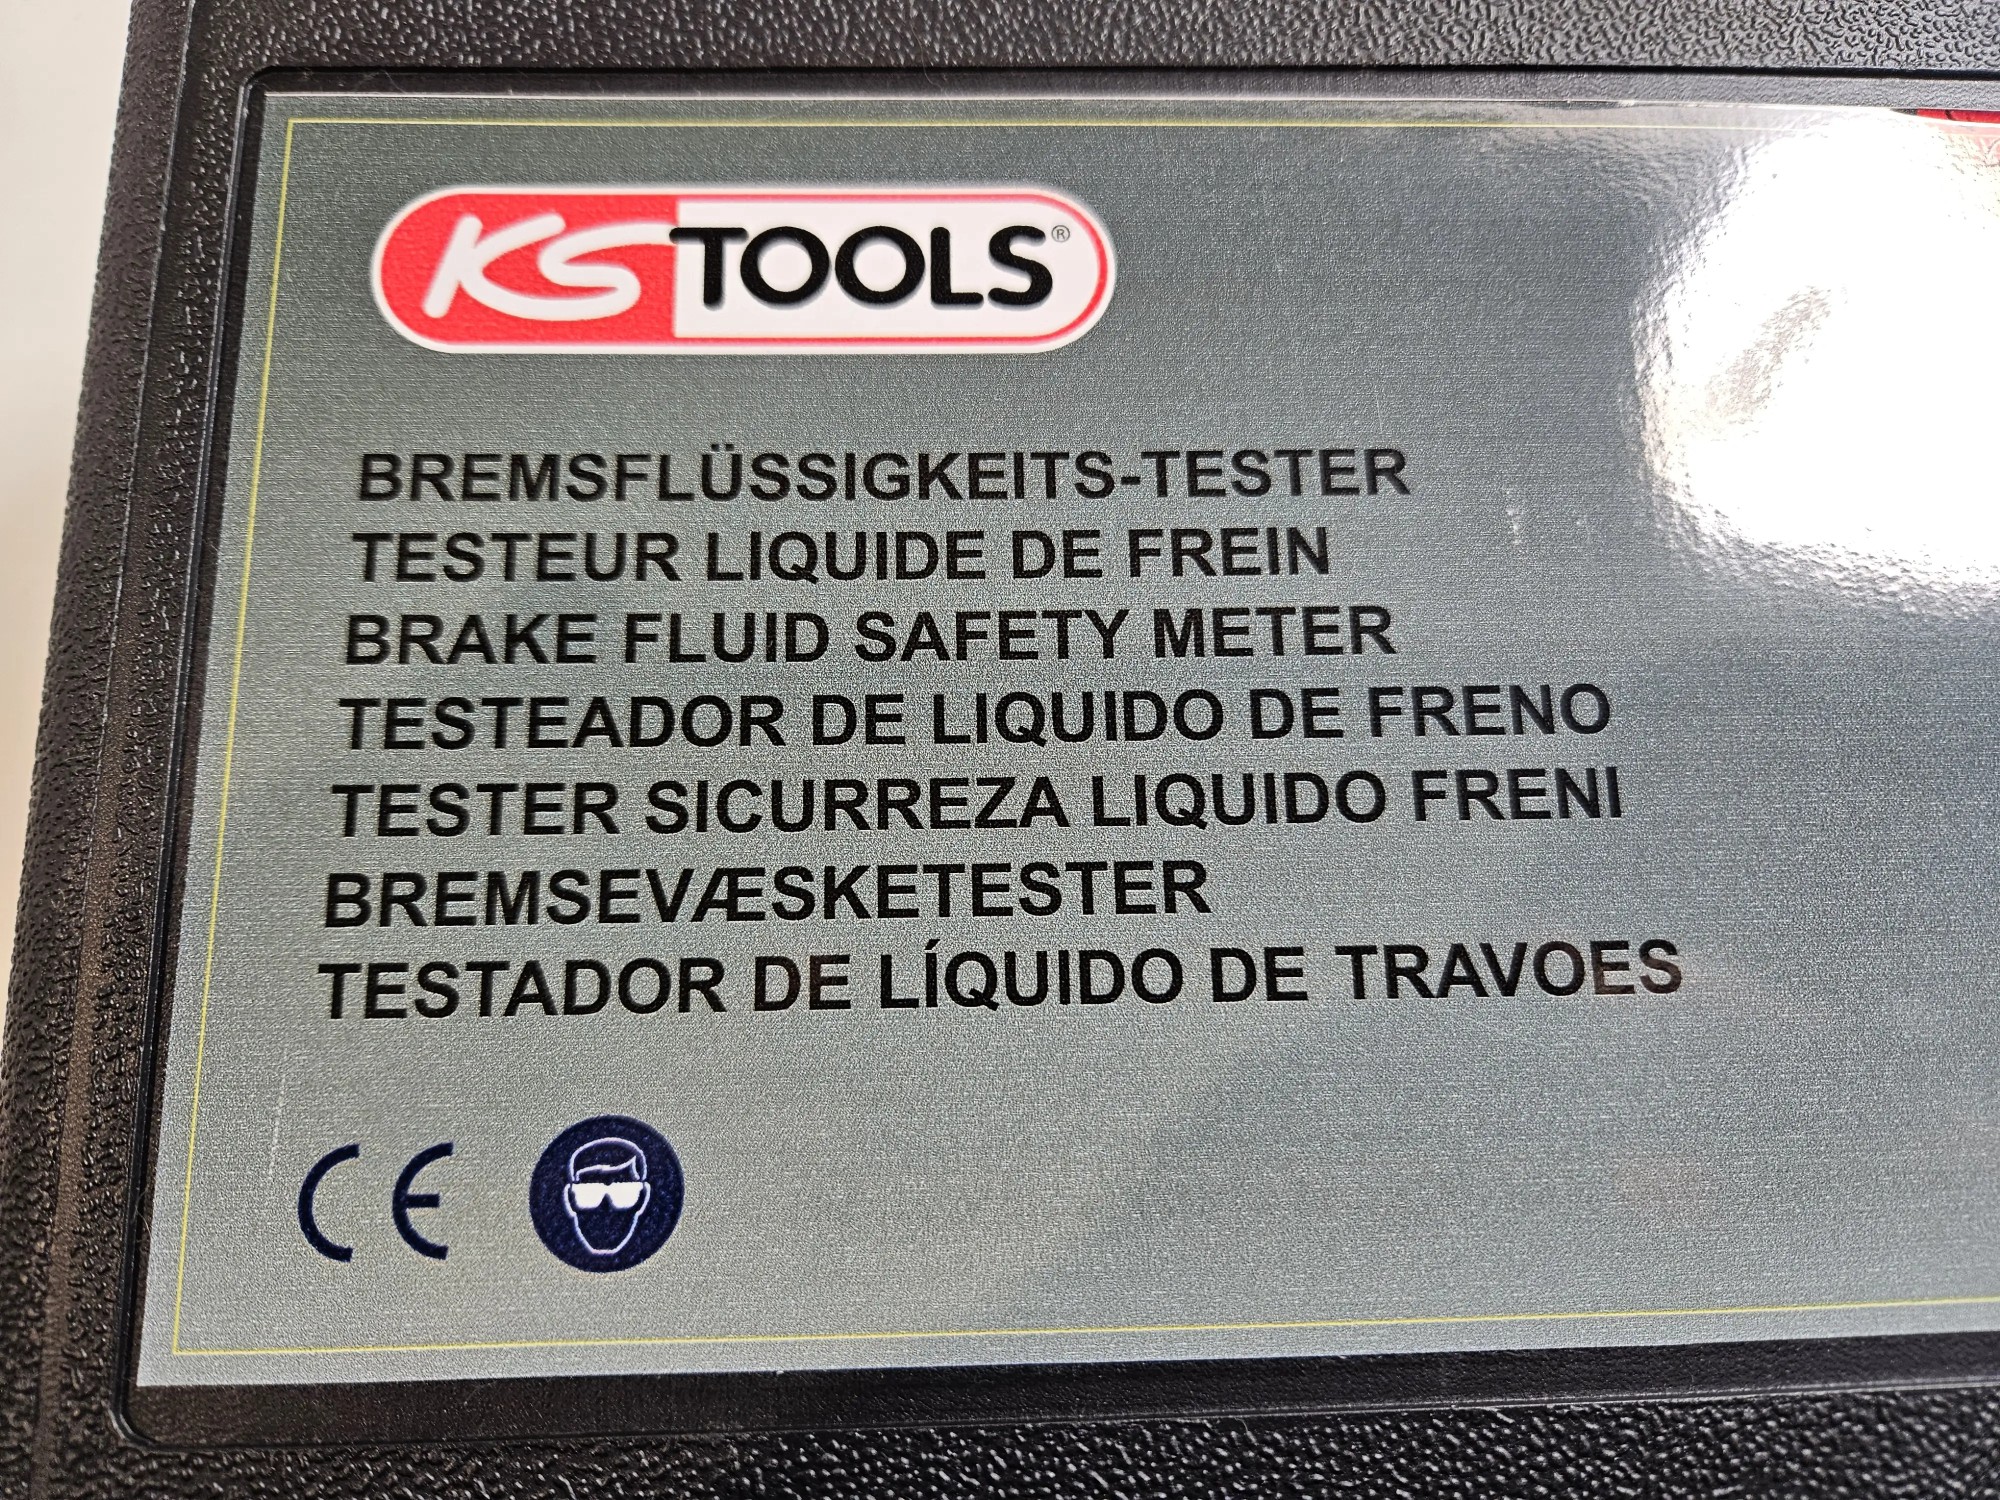 KS TOOLS®
BREMSFLÜSSIGKEITS-TESTER
TESTEUR LIQUIDE DE FREIN
BRAKE FLUID SAFETY METER
TESTEADOR DE LIQUIDO DE FRENO
TESTER SICURREZA LIQUIDO FRENI
BREMSEVÆSKETESTER
TESTADOR DE LÍQUIDO DE TRAVOES
CE